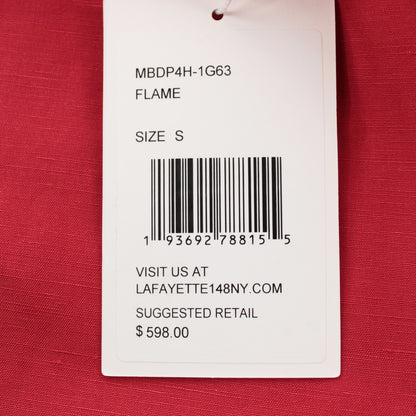 MBDP4H-1G63
FLAME
SIZE S
1 93692 78815 5
VISIT US AT
LAFAYETTE148NY.COM
SUGGESTED RETAIL
$ 598.00